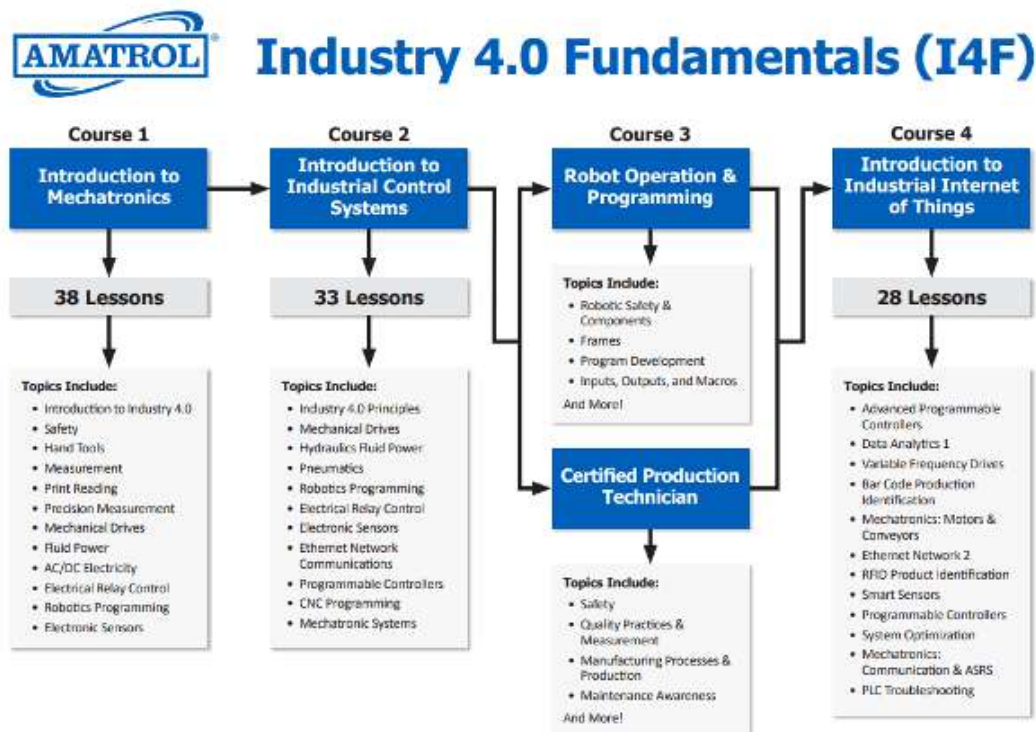 AMATROL®
Industry 4.0 Fundamentals (I4F)
Course 1
Introduction to
Mechatronics
38 Lessons
Topics Include:
• Introduction to Industry 4.0
• Safety
• Hand Tools
• Measurement
• Print Reading
• Precision Measurement
• Mechanical Drives
• Fluid Power
• AC/DC Electricity
• Electrical Relay Control
• Robotics Programming
• Electronic Sensors
Course 2
Introduction to
Industrial Control
Systems
33 Lessons
Topics Include:
• Industry 4.0 Principles
• Mechanical Drives
• Hydraulics Fluid Power
• Pneumatics
• Robotics Programming
• Electrical Relay Control
• Electronic Sensors
• Ethernet Network
Communications
• Programmable Controllers
• CNC Programming
• Mechatronic Systems
Course 3
Robot Operation &
Programming
Topics Include:
• Robotic Safety &
Components
• Frames
• Program Development
• Inputs, Outputs, and Macros
And More!
Certified Production
Technician
Topics Include:
• Safety
• Quality Practices &
Measurement
• Manufacturing Processes &
Production
• Maintenance Awareness
And More!
Course 4
Introduction to
Industrial Internet
of Things
28 Lessons
Topics Include:
• Advanced Programmable
Controllers
• Data Analytics 1
• Variable Frequency Drives
• Bar Code Production
Identification
• Mechatronics: Motors &
Conveyors
• Ethernet Network 2
• RFID Product Identification
• Smart Sensors
• Programmable Controllers
• System Optimization
• Mechatronics:
Communication & ASRS
• PLC Troubleshooting